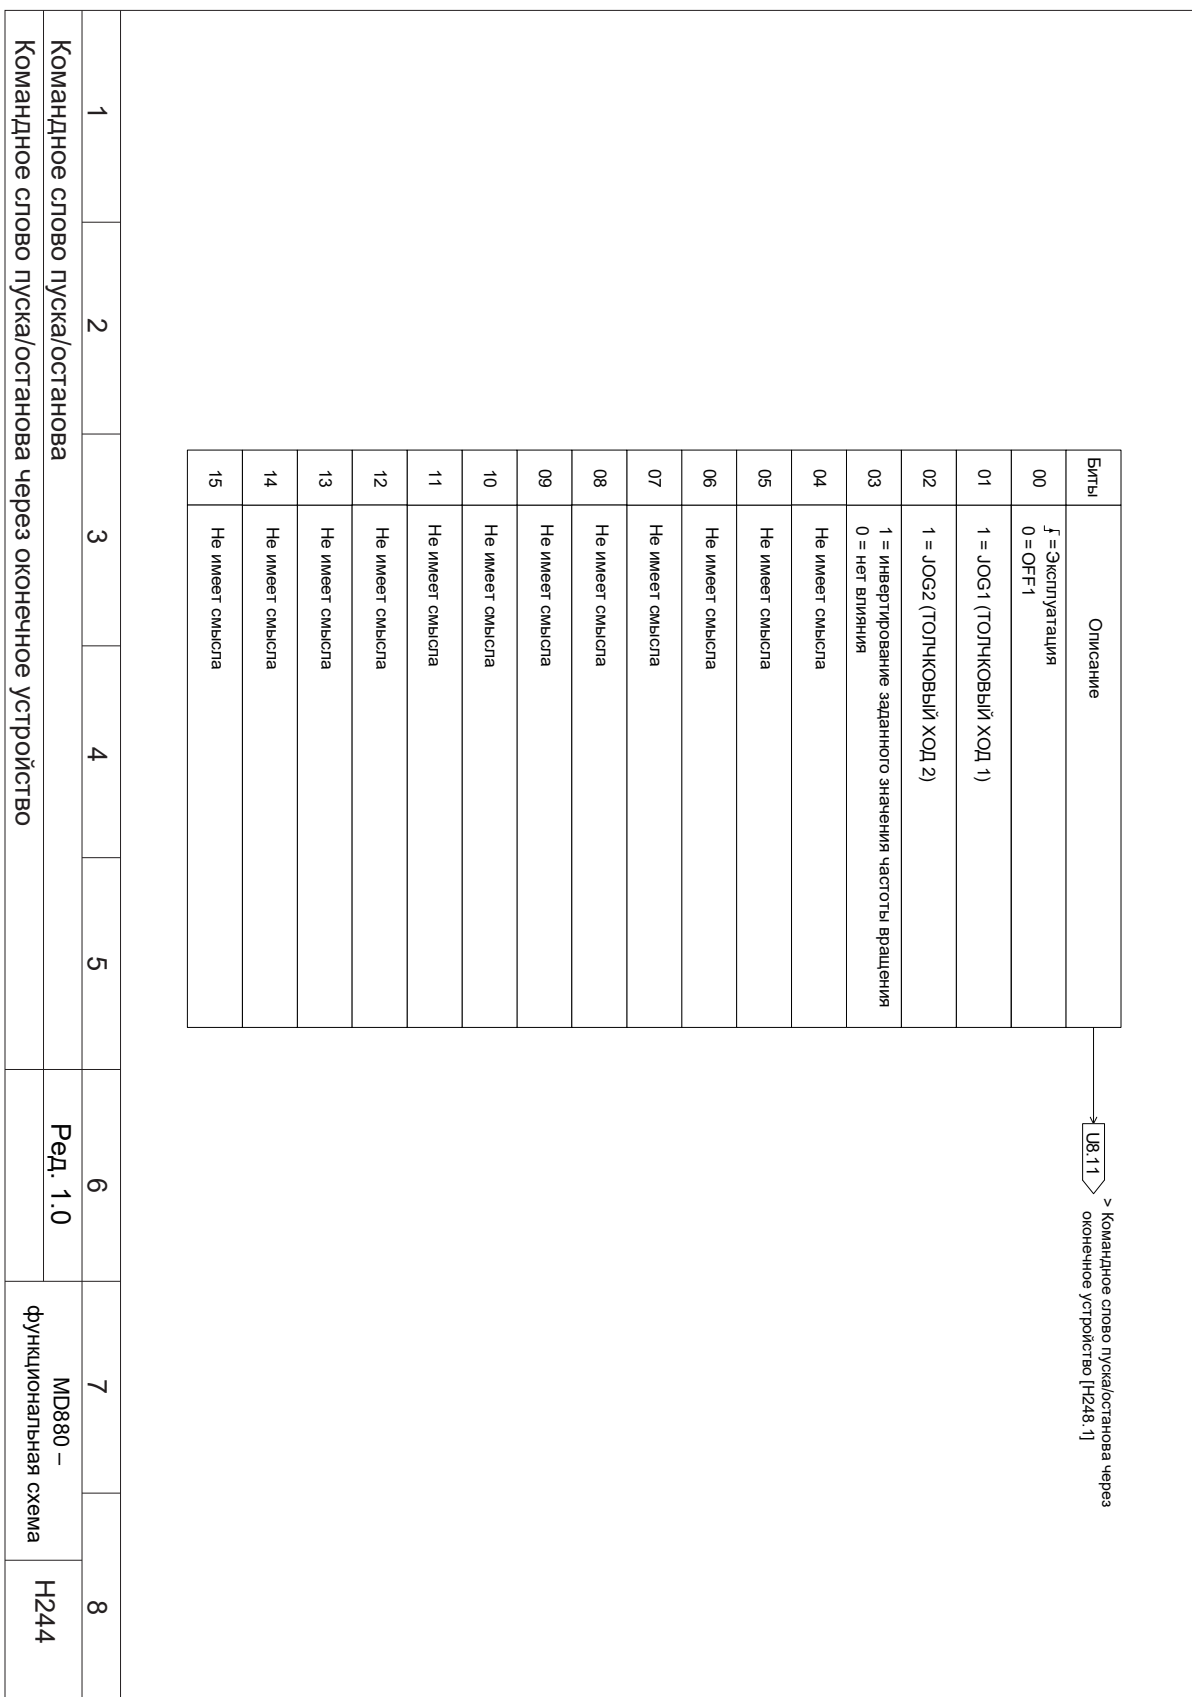 Биты Описание
00 = Эксплуатация
0 = OFF1
01 1 = JOG1 (ТОЛЧКОВЫЙ ХОД 1)
02 1 = JOG2 (ТОЛЧКОВЫЙ ХОД 2)
03 1 = инвертирование заданного значения частоты вращения
0 = нет влияния
04 Не имеет смысла
05 Не имеет смысла
06 Не имеет смысла
07 Не имеет смысла
08 Не имеет смысла
09 Не имеет смысла
10 Не имеет смысла
11 Не имеет смысла
12 Не имеет смысла
13 Не имеет смысла
14 Не имеет смысла
15 Не имеет смысла
U8.11
> Командное слово пуска/останова через
оконечное устройство [H248.1]
1 2 3 4 5 6 7 8
Командное слово пуска/останова
Командное слово пуска/останова через оконечное устройство
Ред. 1.0
MD880 –
функциональная схема
H244